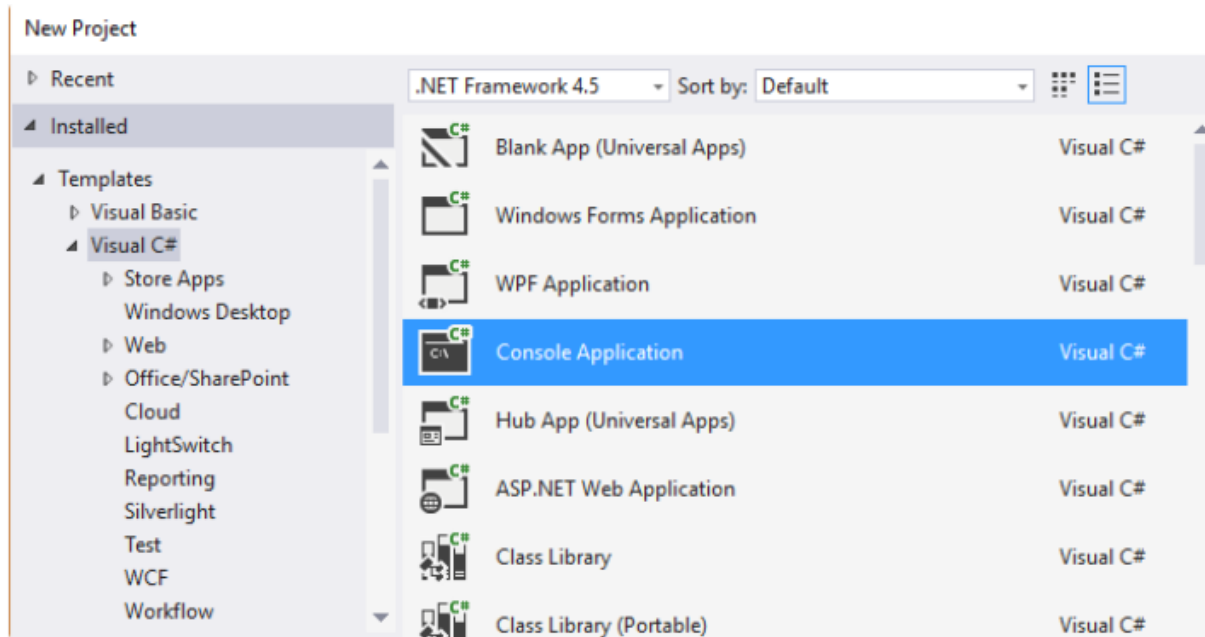 New Project
Recent
Installed
Templates
Visual Basic
Visual C#
Store Apps
Windows Desktop
Web
Office/SharePoint
Cloud
LightSwitch
Reporting
Silverlight
Test
WCF
Workflow
.NET Framework 4.5 Sort by: Default
C# Blank App (Universal Apps) Visual C#
C# Windows Forms Application Visual C#
C# WPF Application Visual C#
C:\ C# Console Application Visual C#
C# Hub App (Universal Apps) Visual C#
C# ASP.NET Web Application Visual C#
C# Class Library Visual C#
C# Class Library (Portable) Visual C#